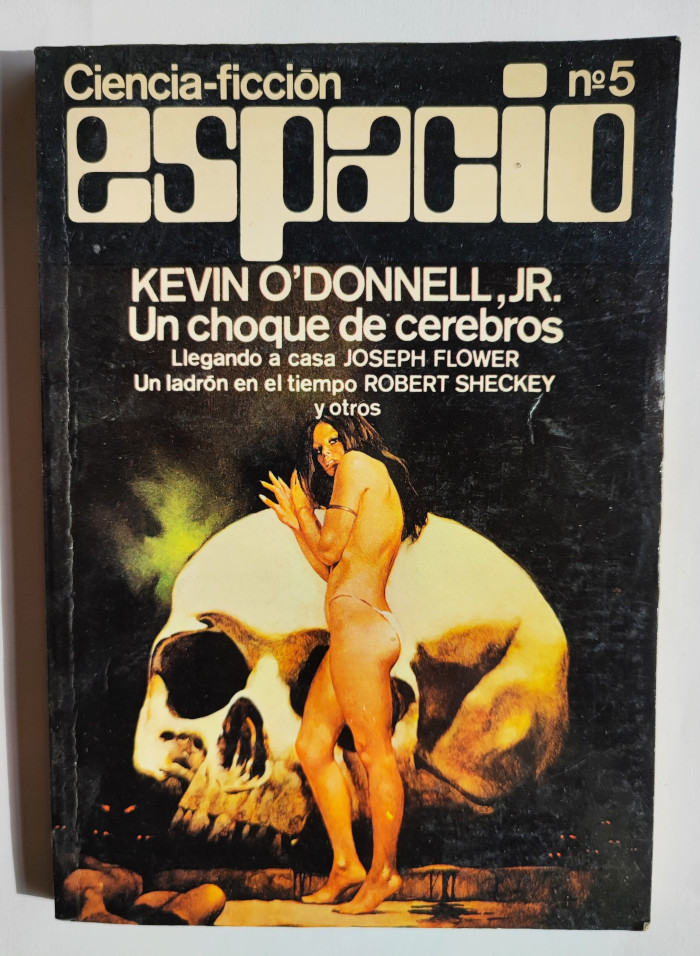 Ciencia-ficción
nº5
espacio
KEVIN O'DONNELL, JR.
Un choque de cerebros
Llegando a casa JOSEPH FLOWER
Un ladrón en el tiempo ROBERT SHECKEY
y otros